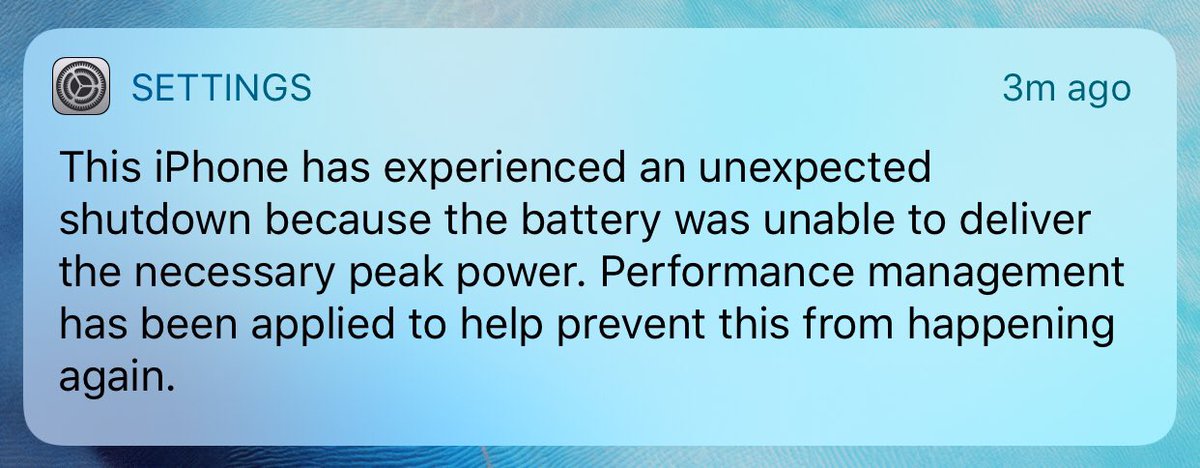 SETTINGS 3m ago
This iPhone has experienced an unexpected
shutdown because the battery was unable to deliver
the necessary peak power. Performance management
has been applied to help prevent this from happening
again.